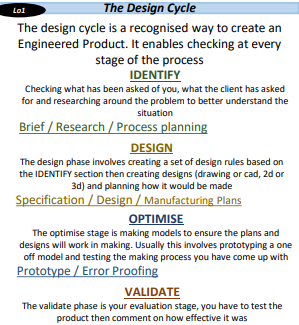 Lo1
The Design Cycle
The design cycle is a recognised way to create an
Engineered Product. It enables checking at every
stage of the process
IDENTIFY
Checking what has been asked of you, what the client has asked
for and researching around the problem to better understand the
situation
Brief / Research / Process planning
DESIGN
The design phase involves creating a set of design rules based on
the IDENTIFY section then creating designs (drawing or cad, 2d or
3d) and planning how it would be made
Specification / Design / Manufacturing Plans
OPTIMISE
The optimise stage is making models to ensure the plans and
designs will work in making. Usually this involves prototyping a one
off model and testing the making process you have come up with
Prototype / Error Proofing
VALIDATE
The validate phase is your evaluation stage, you have to test the
product then comment on how effective it was